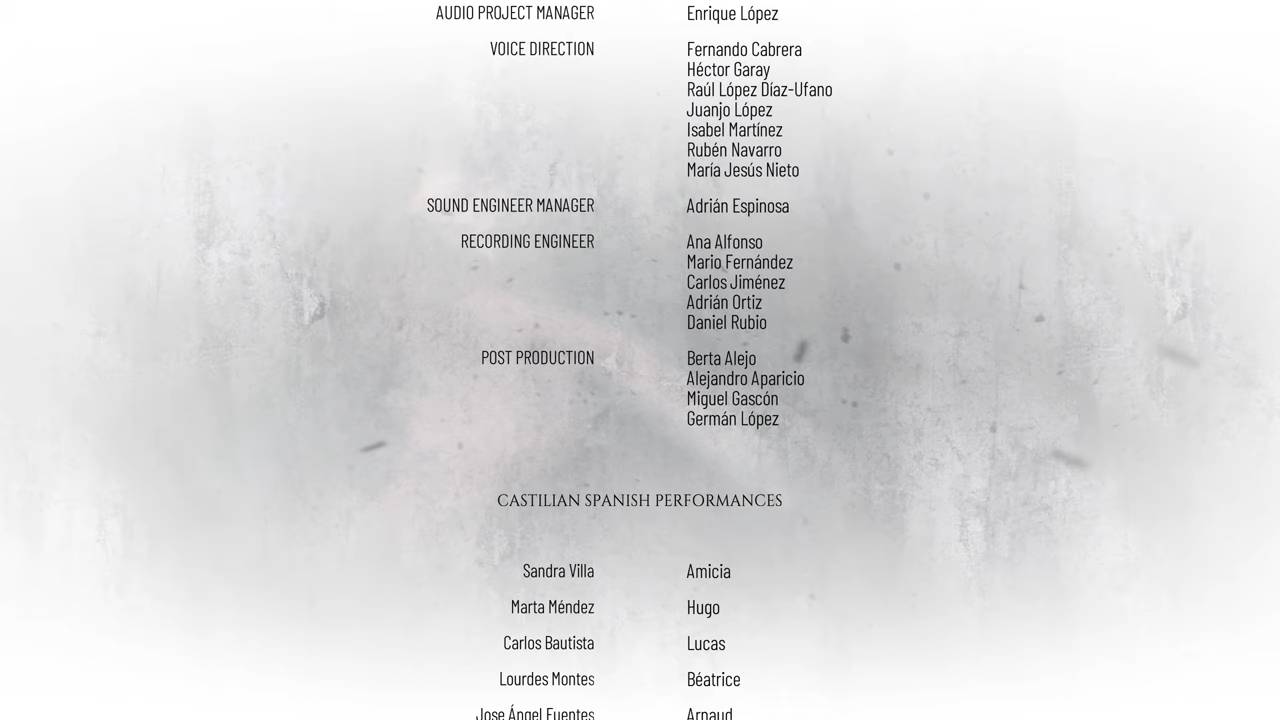 AUDIO PROJECT MANAGER Enrique López
VOICE DIRECTION Fernando Cabrera
Héctor Garay
Raúl López Díaz-Ufano
Juanjo López
Isabel Martínez
Rubén Navarro
María Jesús Nieto
SOUND ENGINEER MANAGER Adrián Espinosa
RECORDING ENGINEER Ana Alfonso
Mario Fernández
Carlos Jiménez
Adrián Ortiz
Daniel Rubio
POST PRODUCTION Berta Alejo
Alejandro Aparicio
Miguel Gascón
Germán López
CASTILIAN SPANISH PERFORMANCES
Sandra Villa Amicia
Marta Méndez Hugo
Carlos Bautista Lucas
Lourdes Montes Béatrice
Jose Ángel Fuentes Arnaud